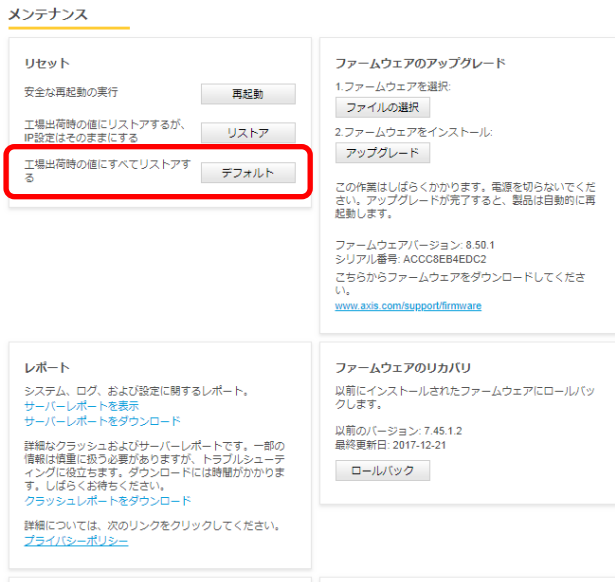 メンテナンス
リセット
安全な再起動の実行
再起動
工場出荷時の値にリストアするが、
IP設定はそのままにする
リストア
工場出荷時の値にすべてリストアす
る
デフォルト
ファームウェアのアップグレード
1.ファームウェアを選択:
ファイルの選択
2.ファームウェアをインストール:
アップグレード
この作業はしばらくかかります。電源を切らないでくだ
さい。アップグレードが完了すると、製品は自動的に再
起動します。
ファームウェアバージョン: 8.50.1
シリアル番号: ACCC8EB4EDC2
こちらからファームウェアをダウンロードしてくださ
い。
www.axis.com/support/firmware
レポート
システム、ログ、および設定に関するレポート。
サーバーレポートを表示
サーバーレポートをダウンロード
詳細なクラッシュおよびサーバーレポートです。一部の
情報は慎重に扱う必要がありますが、トラブルシューテ
ィングに役立ちます。ダウンロードには時間がかかりま
す。しばらくお待ちください。
クラッシュレポートをダウンロード
詳細については、次のリンクをクリックしてください。
プライバシーポリシー
ファームウェアのリカバリ
以前にインストールされたファームウェアにロールバッ
クします。
以前のバージョン: 7.45.1.2
最終更新日: 2017-12-21
ロールバック